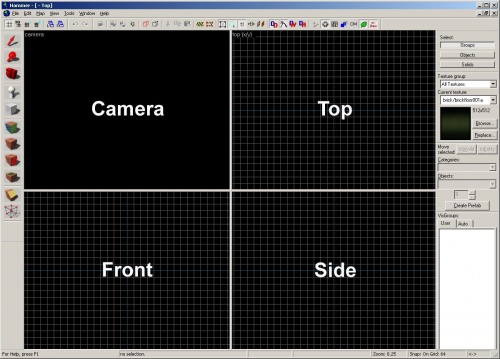 Hammer - [ - Top]
File Edit Map View Tools Window Help
camera
top (x/y)
Camera
Top
Front
Side
Select:
Groups
Objects
Solids
Texture group:
All Textures
Current texture:
brick/brickfloor001a
512x512
Browse...
Replace...
Move selected:
toWorld
toEntity
Categories:
Objects:
Create Prefab
VisGroups:
User Auto
For Help, press F1
no selection.
Zoom: 0.25
Snap: On Grid: 64
<->